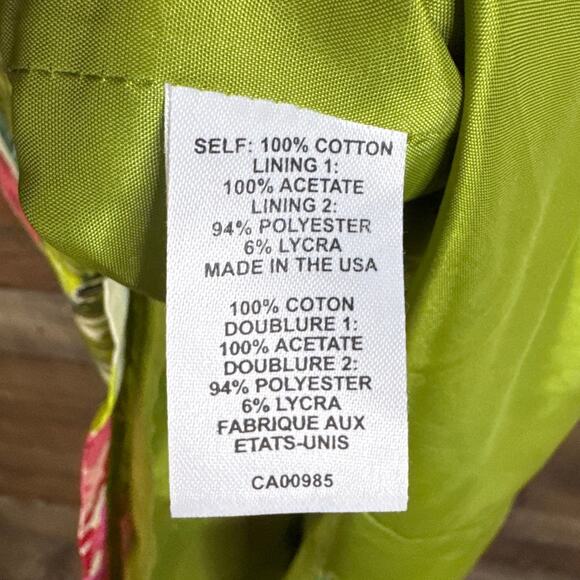 SELF: 100% COTTON
LINING 1:
100% ACETATE
LINING 2:
94% POLYESTER
6% LYCRA
MADE IN THE USA
100% COTON
DOUBLURE 1:
100% ACETATE
DOUBLURE 2:
94% POLYESTER
6% LYCRA
FABRIQUE AUX
ETATS-UNIS
CA00985